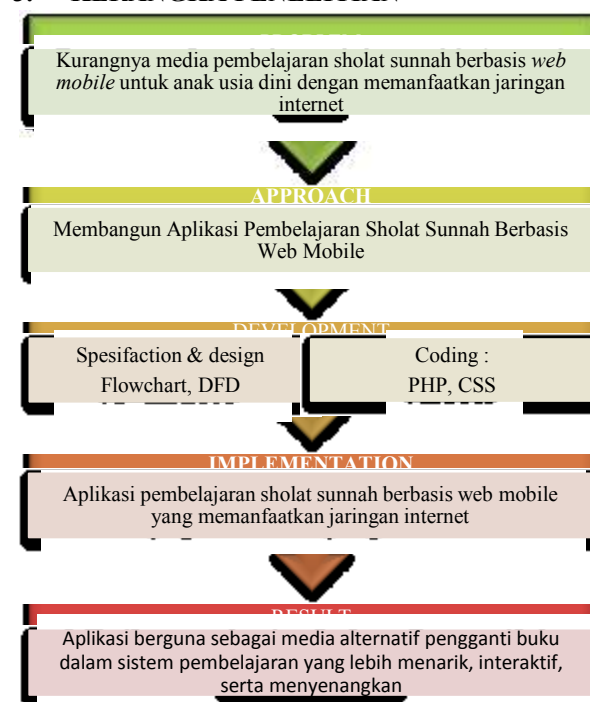 Kurangnya media pembelajaran sholat sunnah berbasis web
mobile untuk anak usia dini dengan memanfaatkan jaringan
internet
APPROACH
Membangun Aplikasi Pembelajaran Sholat Sunnah Berbasis
Web Mobile
DEVELOPMENT
Spesifaction & design
Flowchart, DFD
Coding :
PHP, CSS
IMPLEMENTATION
Aplikasi pembelajaran sholat sunnah berbasis web mobile
yang memanfaatkan jaringan internet
RESULT
Aplikasi berguna sebagai media alternatif pengganti buku
dalam sistem pembelajaran yang lebih menarik, interaktif,
serta menyenangkan